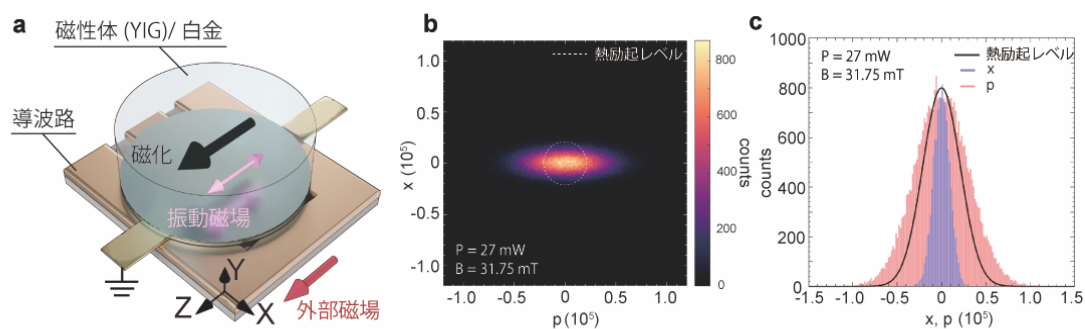 a
磁性体 (YIG)/ 白金
導波路
磁化
振動磁場
Y
Z
X
外部磁場
b
熱励起レベル
x (10⁵)
1.0
0.5
0
-0.5
-1.0
P = 27 mW
B = 31.75 mT
-1.0
-0.5
0
0.5
1.0
p (10⁵)
800
600
400
200
0
counts
c
P = 27 mW
B = 31.75 mT
熱励起レベル
x
p
counts
1000
800
600
400
200
0
-1.5
-1.0
-0.5
0
0.5
1.0
1.5
x, p (10⁵)